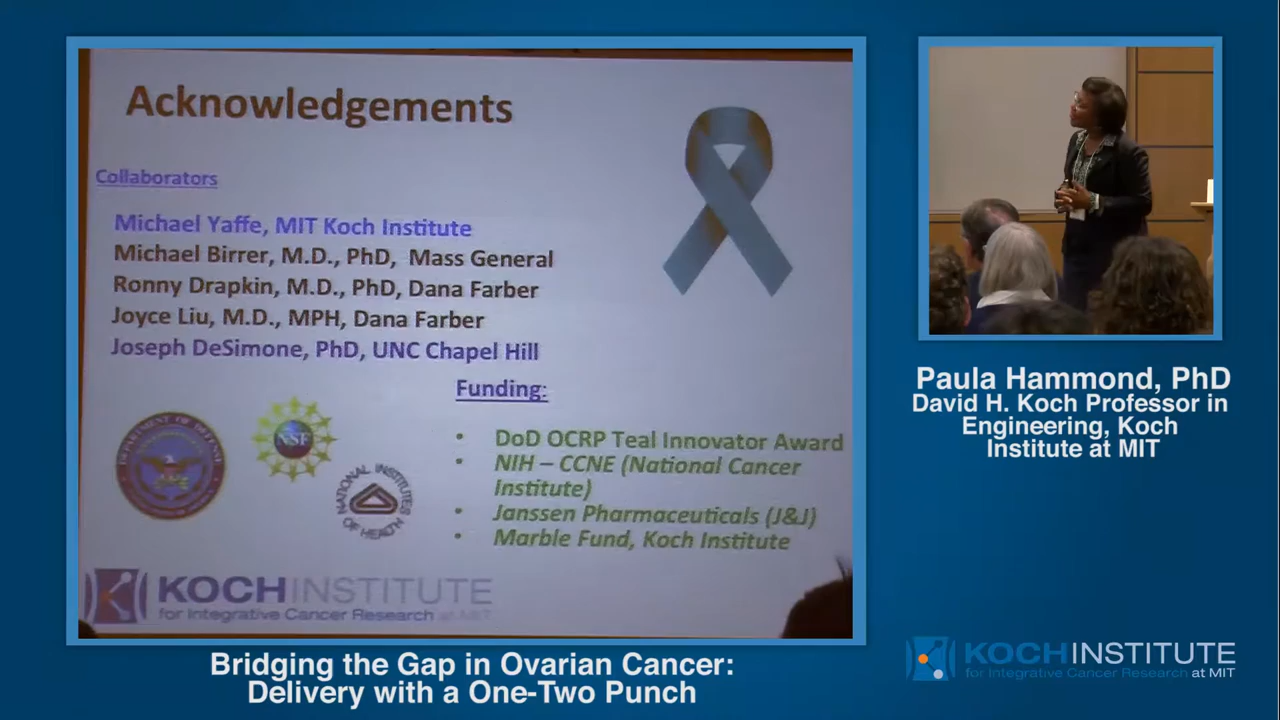 Acknowledgements
Collaborators
Michael Yaffe, MIT Koch Institute
Michael Birrer, M.D., PhD, Mass General
Ronny Drapkin, M.D., PhD, Dana Farber
Joyce Liu, M.D., MPH, Dana Farber
Joseph DeSimone, PhD, UNC Chapel Hill
Funding:
• DoD OCRP Teal Innovator Award
• NIH – CCNE (National Cancer
Institute)
• Janssen Pharmaceuticals (J&J)
• Marble Fund, Koch Institute
DEPARTMENT OF DEFENSE
NSF
NATIONAL INSTITUTES
OF HEALTH
KOCH INSTITUTE
for Integrative Cancer Research at MIT
Bridging the Gap in Ovarian Cancer:
Delivery with a One-Two Punch
Paula Hammond, PhD
David H. Koch Professor in
Engineering, Koch
Institute at MIT
KOCH INSTITUTE
for Integrative Cancer Research at MIT